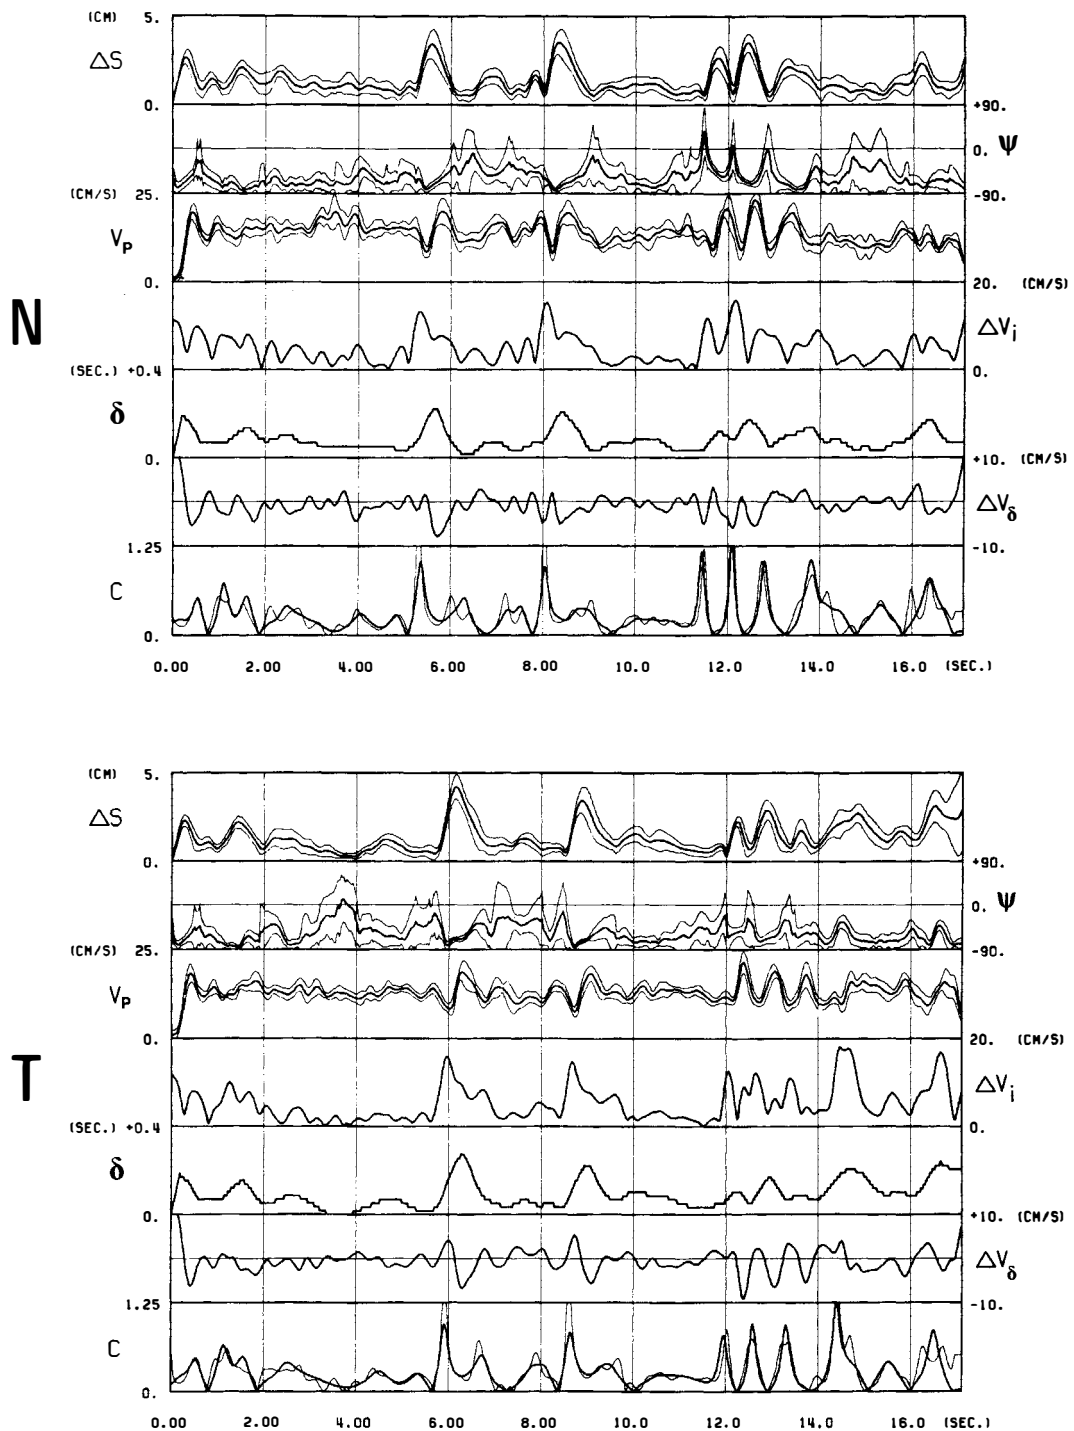 (CM) 5.
ΔS
0. +90.
Ψ
0.
(CM/S) -90.
25.
V_P
0. 20. (CM/S)
N
ΔV_i
(SEC.) +0.4 0.
δ
0. +10. (CM/S)
ΔV_δ
1.25 -10.
C
0.
0.00 2.00 4.00 6.00 8.00 10.0 12.0 14.0 16.0 (SEC.)
(CM) 5.
ΔS
0. +90.
0. Ψ
(CM/S) -90.
25.
V_P
0. 20. (CM/S)
T
ΔV_i
(SEC.) +0.4 0.
δ
0. +10. (CM/S)
ΔV_δ
1.25 -10.
C
0.
0.00 2.00 4.00 6.00 8.00 10.0 12.0 14.0 16.0 (SEC.)